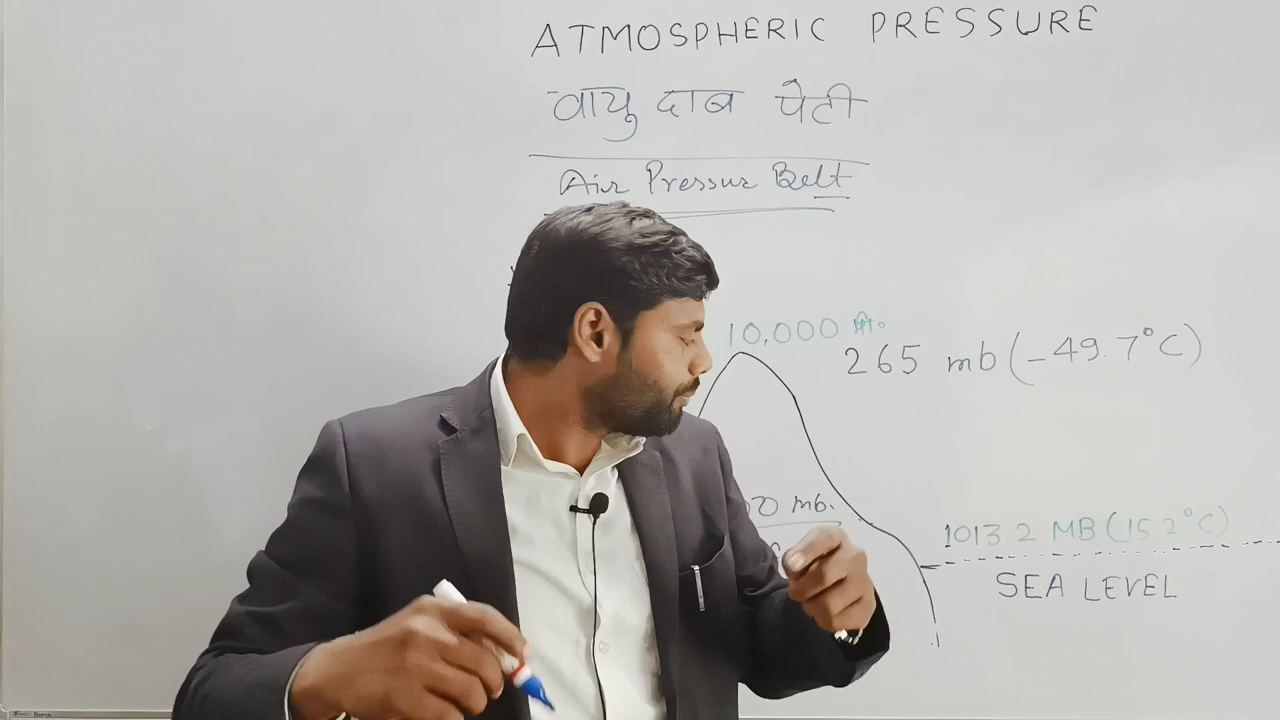 ATMOSPHERIC PRESSURE
वायु दाब पेटी
Air Pressur Belt
10,000 मी०
265 mb (-49.7°C)
mb.
1013.2 MB (15.2°C)
SEA LEVEL